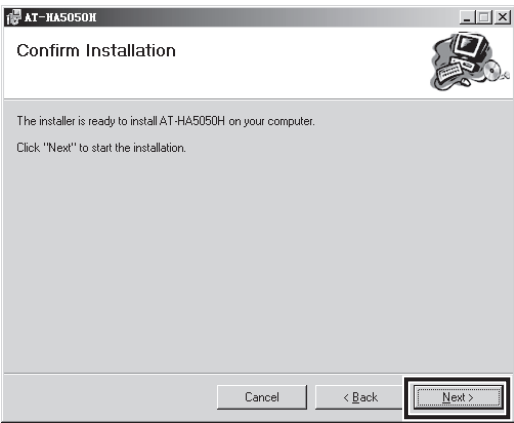 AT-HA5050H
Confirm Installation
The installer is ready to install AT-HA5050H on your computer.
Click "Next" to start the installation.
Cancel
< Back
Next >